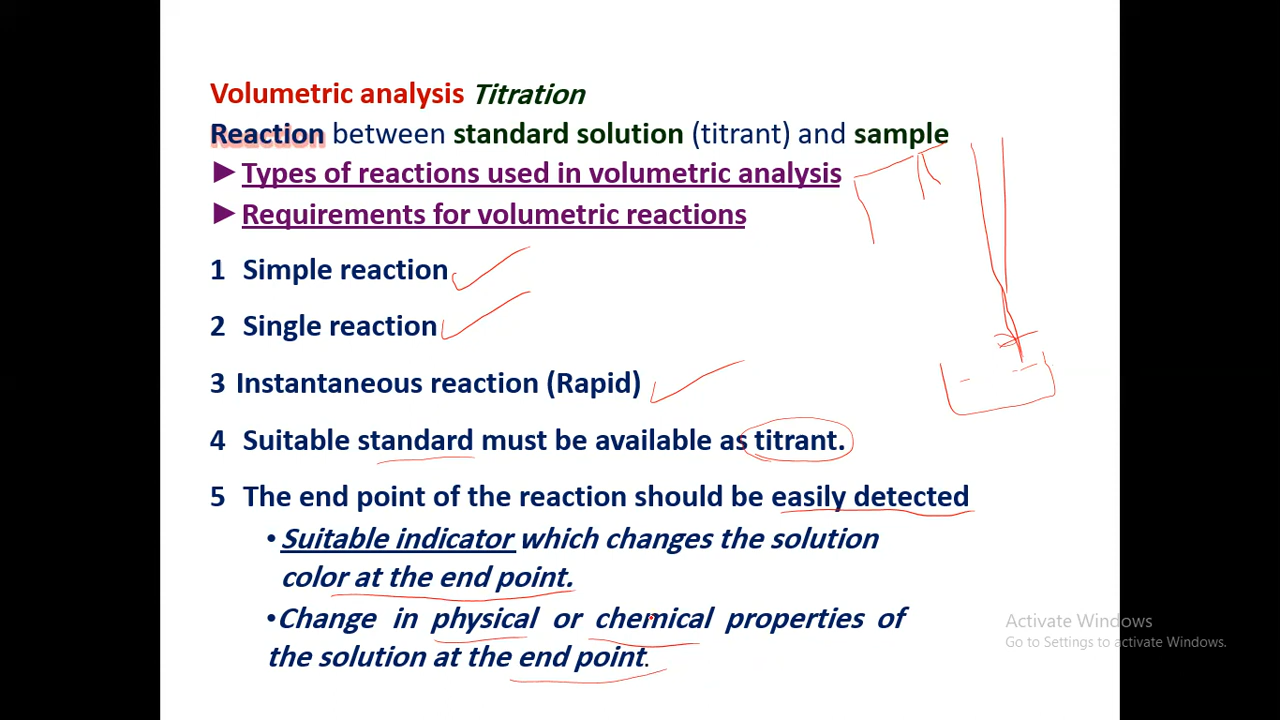 Volumetric analysis Titration
Reaction between standard solution (titrant) and sample
►Types of reactions used in volumetric analysis
►Requirements for volumetric reactions
1 Simple reaction
2 Single reaction
3 Instantaneous reaction (Rapid)
4 Suitable standard must be available as titrant.
5 The end point of the reaction should be easily detected
•Suitable indicator which changes the solution
color at the end point.
•Change in physical or chemical properties of
the solution at the end point.
Activate Windows
Go to Settings to activate Windows.